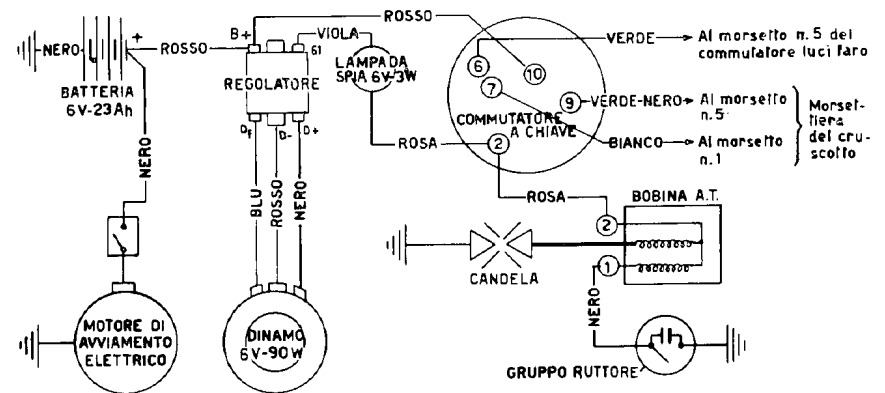 ROSSO
NERO
+
ROSSO
B+
VIOLA
61
BATTERIA
6V-23Ah
REGOLATORE
LAMPADA
SPIA 6V-3W
VERDE
Al morsetto n. 5 del
commutatore luci faro
6
10
7
9
VERDE-NERO
Al morsetto
n.5
COMMUTATORE
A CHIAVE
2
BIANCO
Al morsetto
n.1
Morset-
tiera
del cru-
scotto
NERO
DF
D-
D+
ROSA
ROSA
BLU
ROSSO
NERO
BOBINA A.T.
2
1
CANDELA
NERO
MOTORE DI
AVVIAMENTO
ELETTRICO
DINAMO
6V-90W
GRUPPO RUTTORE